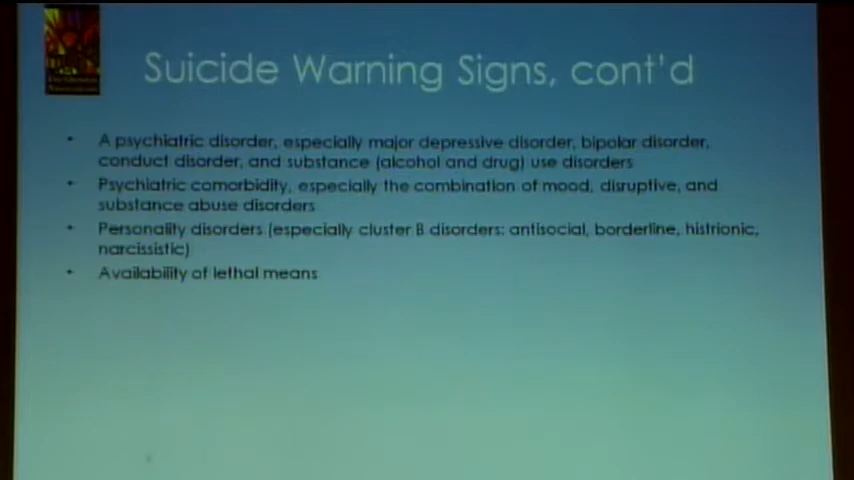 Suicide Warning Signs, cont'd
• A psychiatric disorder, especially major depressive disorder, bipolar disorder,
conduct disorder, and substance (alcohol and drug) use disorders
• Psychiatric comorbidity, especially the combination of mood, disruptive, and
substance abuse disorders
• Personality disorders (especially cluster B disorders: antisocial, borderline, histrionic,
narcissistic)
• Availability of lethal means